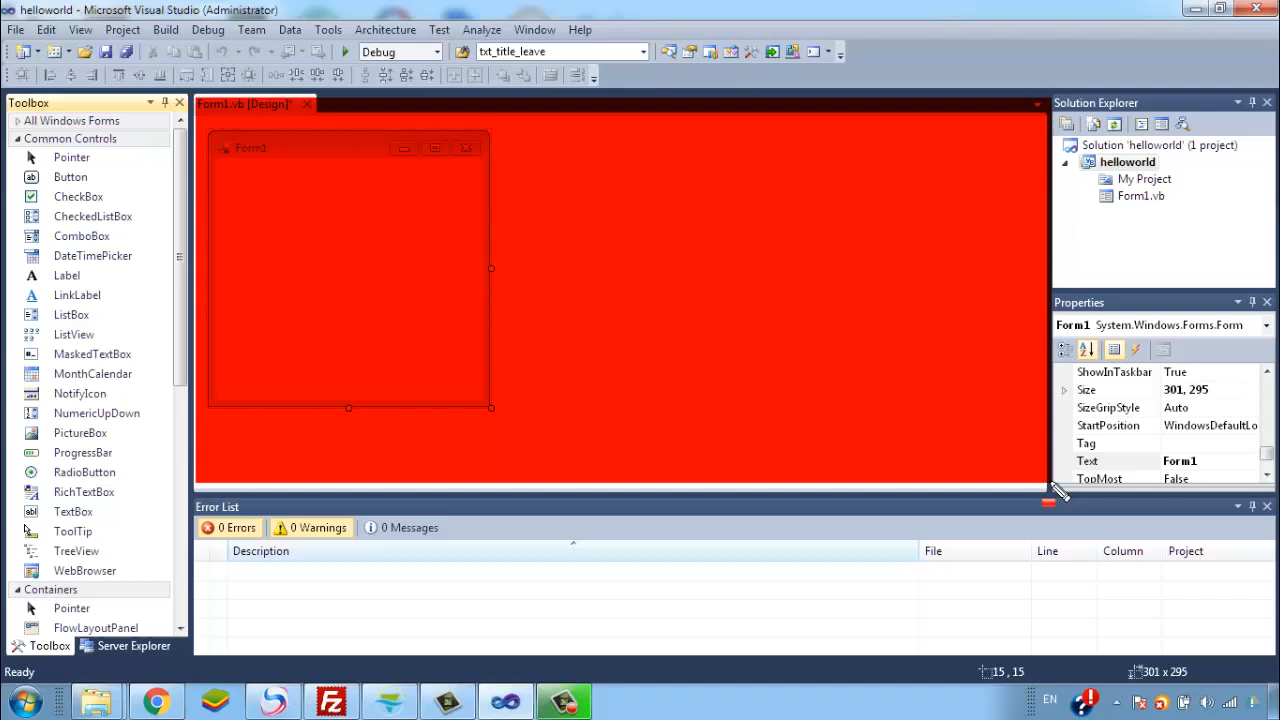 helloworld - Microsoft Visual Studio (Administrator)
File Edit View Project Build Debug Team Data Tools Architecture Test Analyze Window Help
Debug txt_title_leave
Toolbox
All Windows Forms
Common Controls
Pointer
Button
CheckBox
CheckedListBox
ComboBox
DateTimePicker
Label
LinkLabel
ListBox
ListView
MaskedTextBox
MonthCalendar
NotifyIcon
NumericUpDown
PictureBox
ProgressBar
RadioButton
RichTextBox
TextBox
ToolTip
TreeView
WebBrowser
Containers
Pointer
FlowLayoutPanel
Toolbox Server Explorer
Form1.vb [Design]*
Form1
Solution Explorer
Solution 'helloworld' (1 project)
helloworld
My Project
Form1.vb
Properties
Form1 System.Windows.Forms.Form
ShowInTaskbar True
Size 301, 295
SizeGripStyle Auto
StartPosition WindowsDefaultLo
Tag
Text Form1
TopMost False
Error List
0 Errors 0 Warnings 0 Messages
Description File Line Column Project
Ready 15 , 15 301 x 295
EN